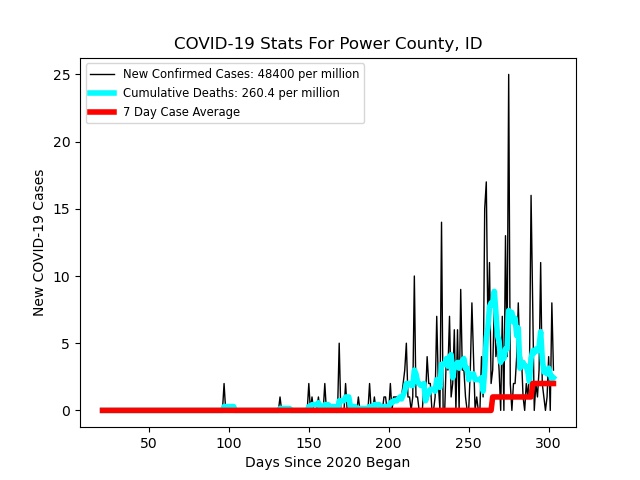 COVID-19 Stats For Power County, ID
New Confirmed Cases: 48400 per million
Cumulative Deaths: 260.4 per million
7 Day Case Average
25
20
15
10
5
0
New COVID-19 Cases
50 100 150 200 250 300
Days Since 2020 Began